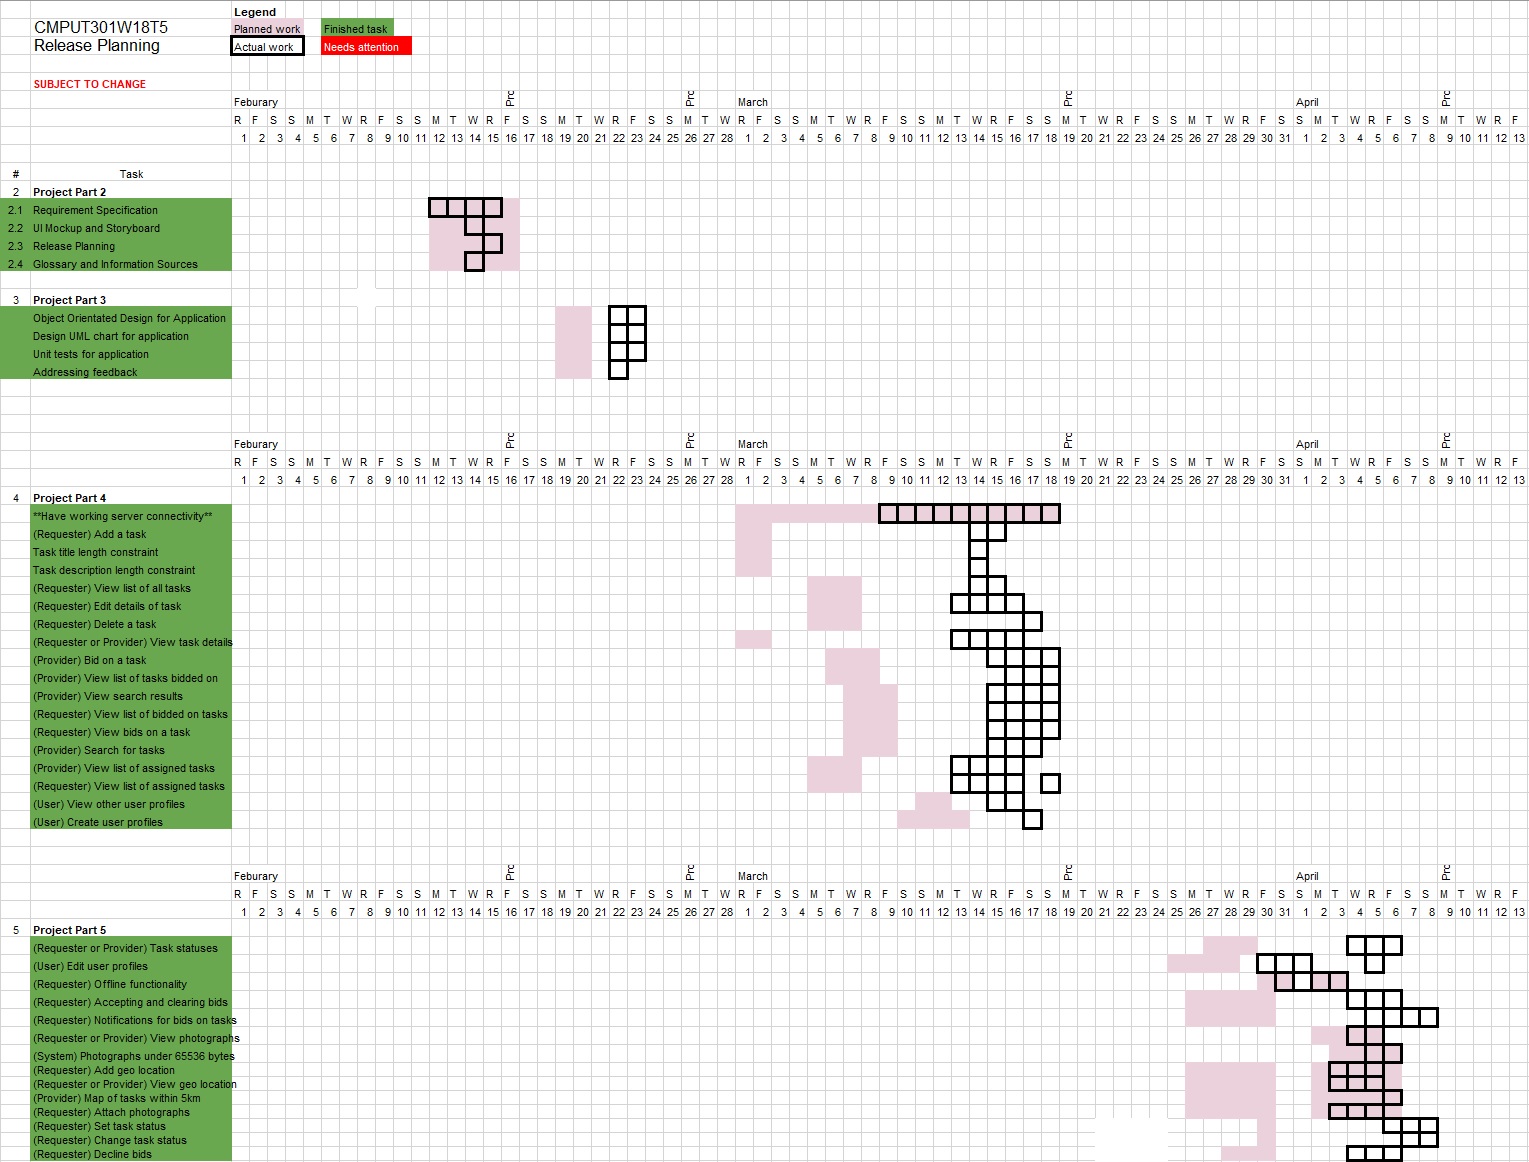 Legend
CMPUT301W18T5 Planned work Finished task
Release Planning Actual work Needs attention
SUBJECT TO CHANGE
Feburary March April
R F S S M T W R F S S M T W R F S S M T W R F S S M T W R F S S M T W R F S S M T W R F S S M T W R F S S M T W R F S S M T W R F S S M T W R F
1 2 3 4 5 6 7 8 9 10 11 12 13 14 15 16 17 18 19 20 21 22 23 24 25 26 27 28 1 2 3 4 5 6 7 8 9 10 11 12 13 14 15 16 17 18 19 20 21 22 23 24 25 26 27 28 29 30 31 1 2 3 4 5 6 7 8 9 10 11 12 13
# Task
2 Project Part 2
2.1 Requirement Specification
2.2 UI Mockup and Storyboard
2.3 Release Planning
2.4 Glossary and Information Sources
3 Project Part 3
Object Orientated Design for Application
Design UML chart for application
Unit tests for application
Addressing feedback
Feburary March April
R F S S M T W R F S S M T W R F S S M T W R F S S M T W R F S S M T W R F S S M T W R F S S M T W R F S S M T W R F S S M T W R F S S M T W R F
1 2 3 4 5 6 7 8 9 10 11 12 13 14 15 16 17 18 19 20 21 22 23 24 25 26 27 28 1 2 3 4 5 6 7 8 9 10 11 12 13 14 15 16 17 18 19 20 21 22 23 24 25 26 27 28 29 30 31 1 2 3 4 5 6 7 8 9 10 11 12 13
4 Project Part 4
**Have working server connectivity**
(Requester) Add a task
Task title length constraint
Task description length constraint
(Requester) View list of all tasks
(Requester) Edit details of task
(Requester) Delete a task
(Requester or Provider) View task details
(Provider) Bid on a task
(Provider) View list of tasks bidded on
(Provider) View search results
(Requester) View list of bidded on tasks
(Requester) View bids on a task
(Provider) Search for tasks
(Provider) View list of assigned tasks
(Requester) View list of assigned tasks
(User) View other user profiles
(User) Create user profiles
Feburary March April
R F S S M T W R F S S M T W R F S S M T W R F S S M T W R F S S M T W R F S S M T W R F S S M T W R F S S M T W R F S S M T W R F S S M T W R F
1 2 3 4 5 6 7 8 9 10 11 12 13 14 15 16 17 18 19 20 21 22 23 24 25 26 27 28 1 2 3 4 5 6 7 8 9 10 11 12 13 14 15 16 17 18 19 20 21 22 23 24 25 26 27 28 29 30 31 1 2 3 4 5 6 7 8 9 10 11 12 13
5 Project Part 5
(Requester or Provider) Task statuses
(User) Edit user profiles
(Requester) Offline functionality
(Requester) Accepting and clearing bids
(Requester) Notifications for bids on tasks
(Requester or Provider) View photographs
(System) Photographs under 65536 bytes
(Requester) Add geo location
(Requester or Provider) View geo location
(Provider) Map of tasks within 5km
(Requester) Attach photographs
(Requester) Set task status
(Requester) Change task status
(Requester) Decline bids